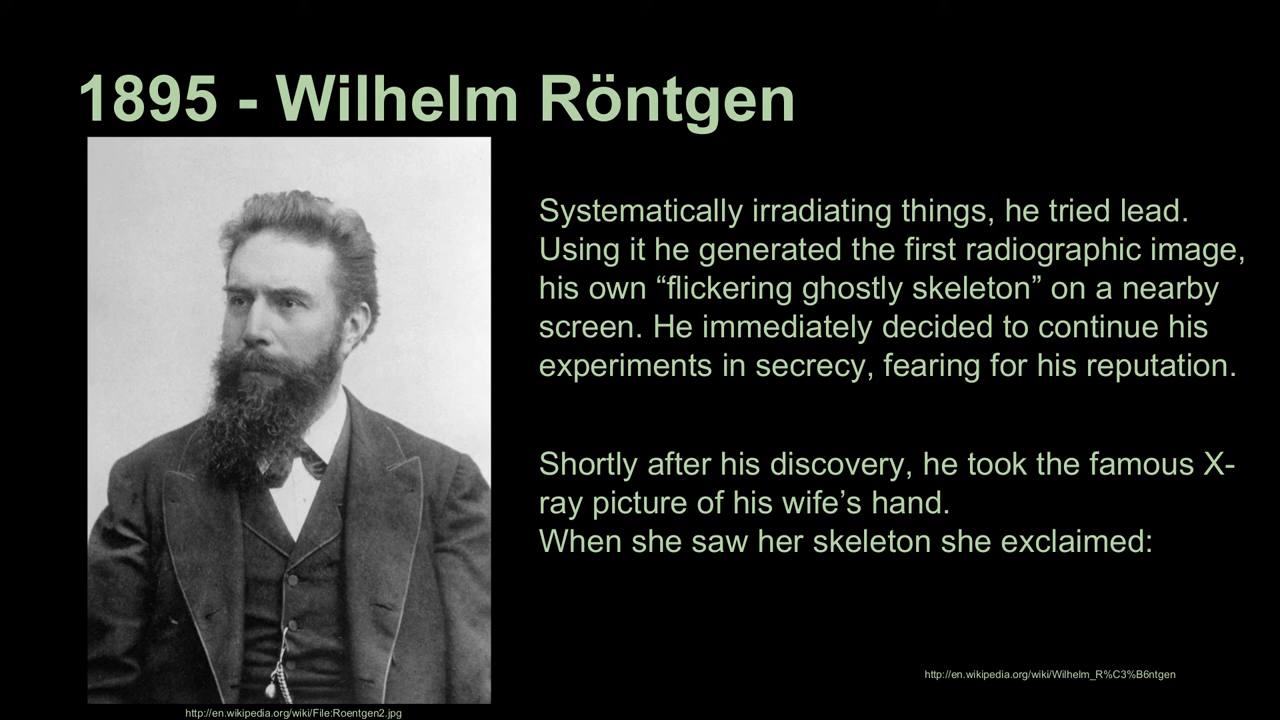 1895 - Wilhelm Röntgen
Systematically irradiating things, he tried lead.
Using it he generated the first radiographic image,
his own “flickering ghostly skeleton” on a nearby
screen. He immediately decided to continue his
experiments in secrecy, fearing for his reputation.
Shortly after his discovery, he took the famous X-
ray picture of his wife’s hand.
When she saw her skeleton she exclaimed:
http://en.wikipedia.org/wiki/Wilhelm_R%C3%B6ntgen
http://en.wikipedia.org/wiki/File:Roentgen2.jpg